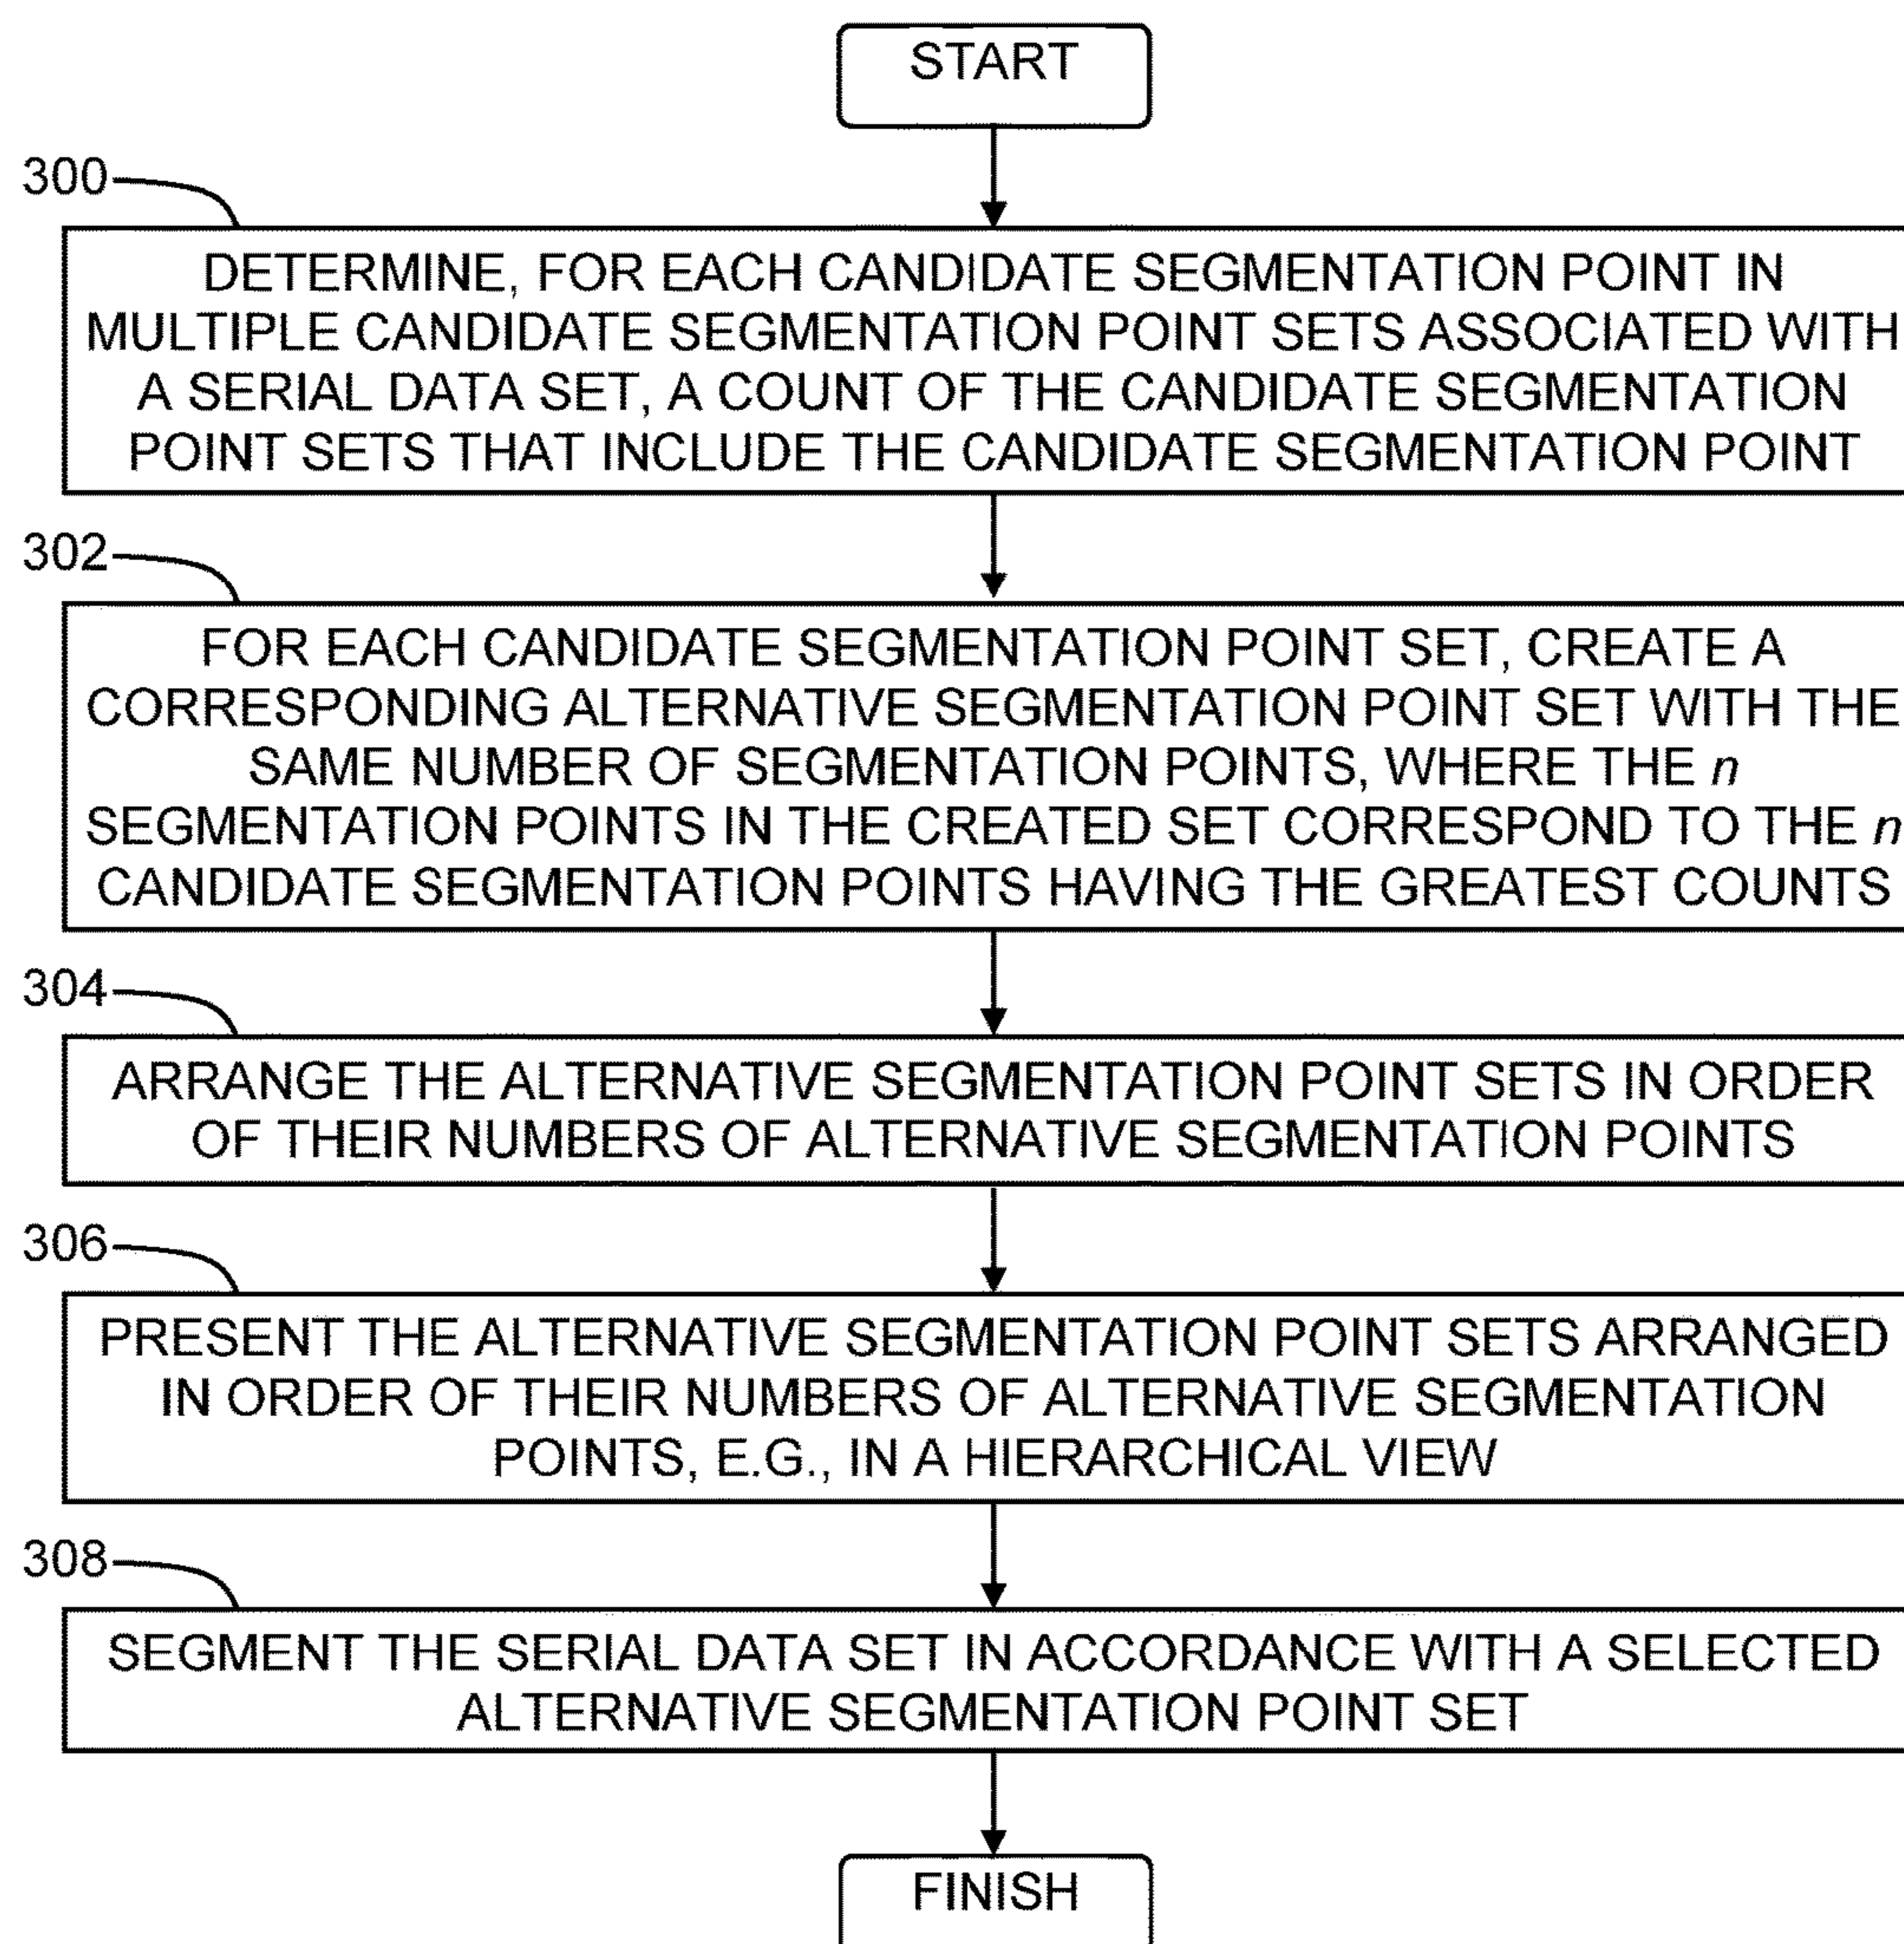 START
300
DETERMINE, FOR EACH CANDIDATE SEGMENTATION POINT IN
MULTIPLE CANDIDATE SEGMENTATION POINT SETS ASSOCIATED WITH
A SERIAL DATA SET, A COUNT OF THE CANDIDATE SEGMENTATION
POINT SETS THAT INCLUDE THE CANDIDATE SEGMENTATION POINT
302
FOR EACH CANDIDATE SEGMENTATION POINT SET, CREATE A
CORRESPONDING ALTERNATIVE SEGMENTATION POINT SET WITH THE
SAME NUMBER OF SEGMENTATION POINTS, WHERE THE n
SEGMENTATION POINTS IN THE CREATED SET CORRESPOND TO THE n
CANDIDATE SEGMENTATION POINTS HAVING THE GREATEST COUNTS
304
ARRANGE THE ALTERNATIVE SEGMENTATION POINT SETS IN ORDER
OF THEIR NUMBERS OF ALTERNATIVE SEGMENTATION POINTS
306
PRESENT THE ALTERNATIVE SEGMENTATION POINT SETS ARRANGED
IN ORDER OF THEIR NUMBERS OF ALTERNATIVE SEGMENTATION
POINTS, E.G., IN A HIERARCHICAL VIEW
308
SEGMENT THE SERIAL DATA SET IN ACCORDANCE WITH A SELECTED
ALTERNATIVE SEGMENTATION POINT SET
FINISH